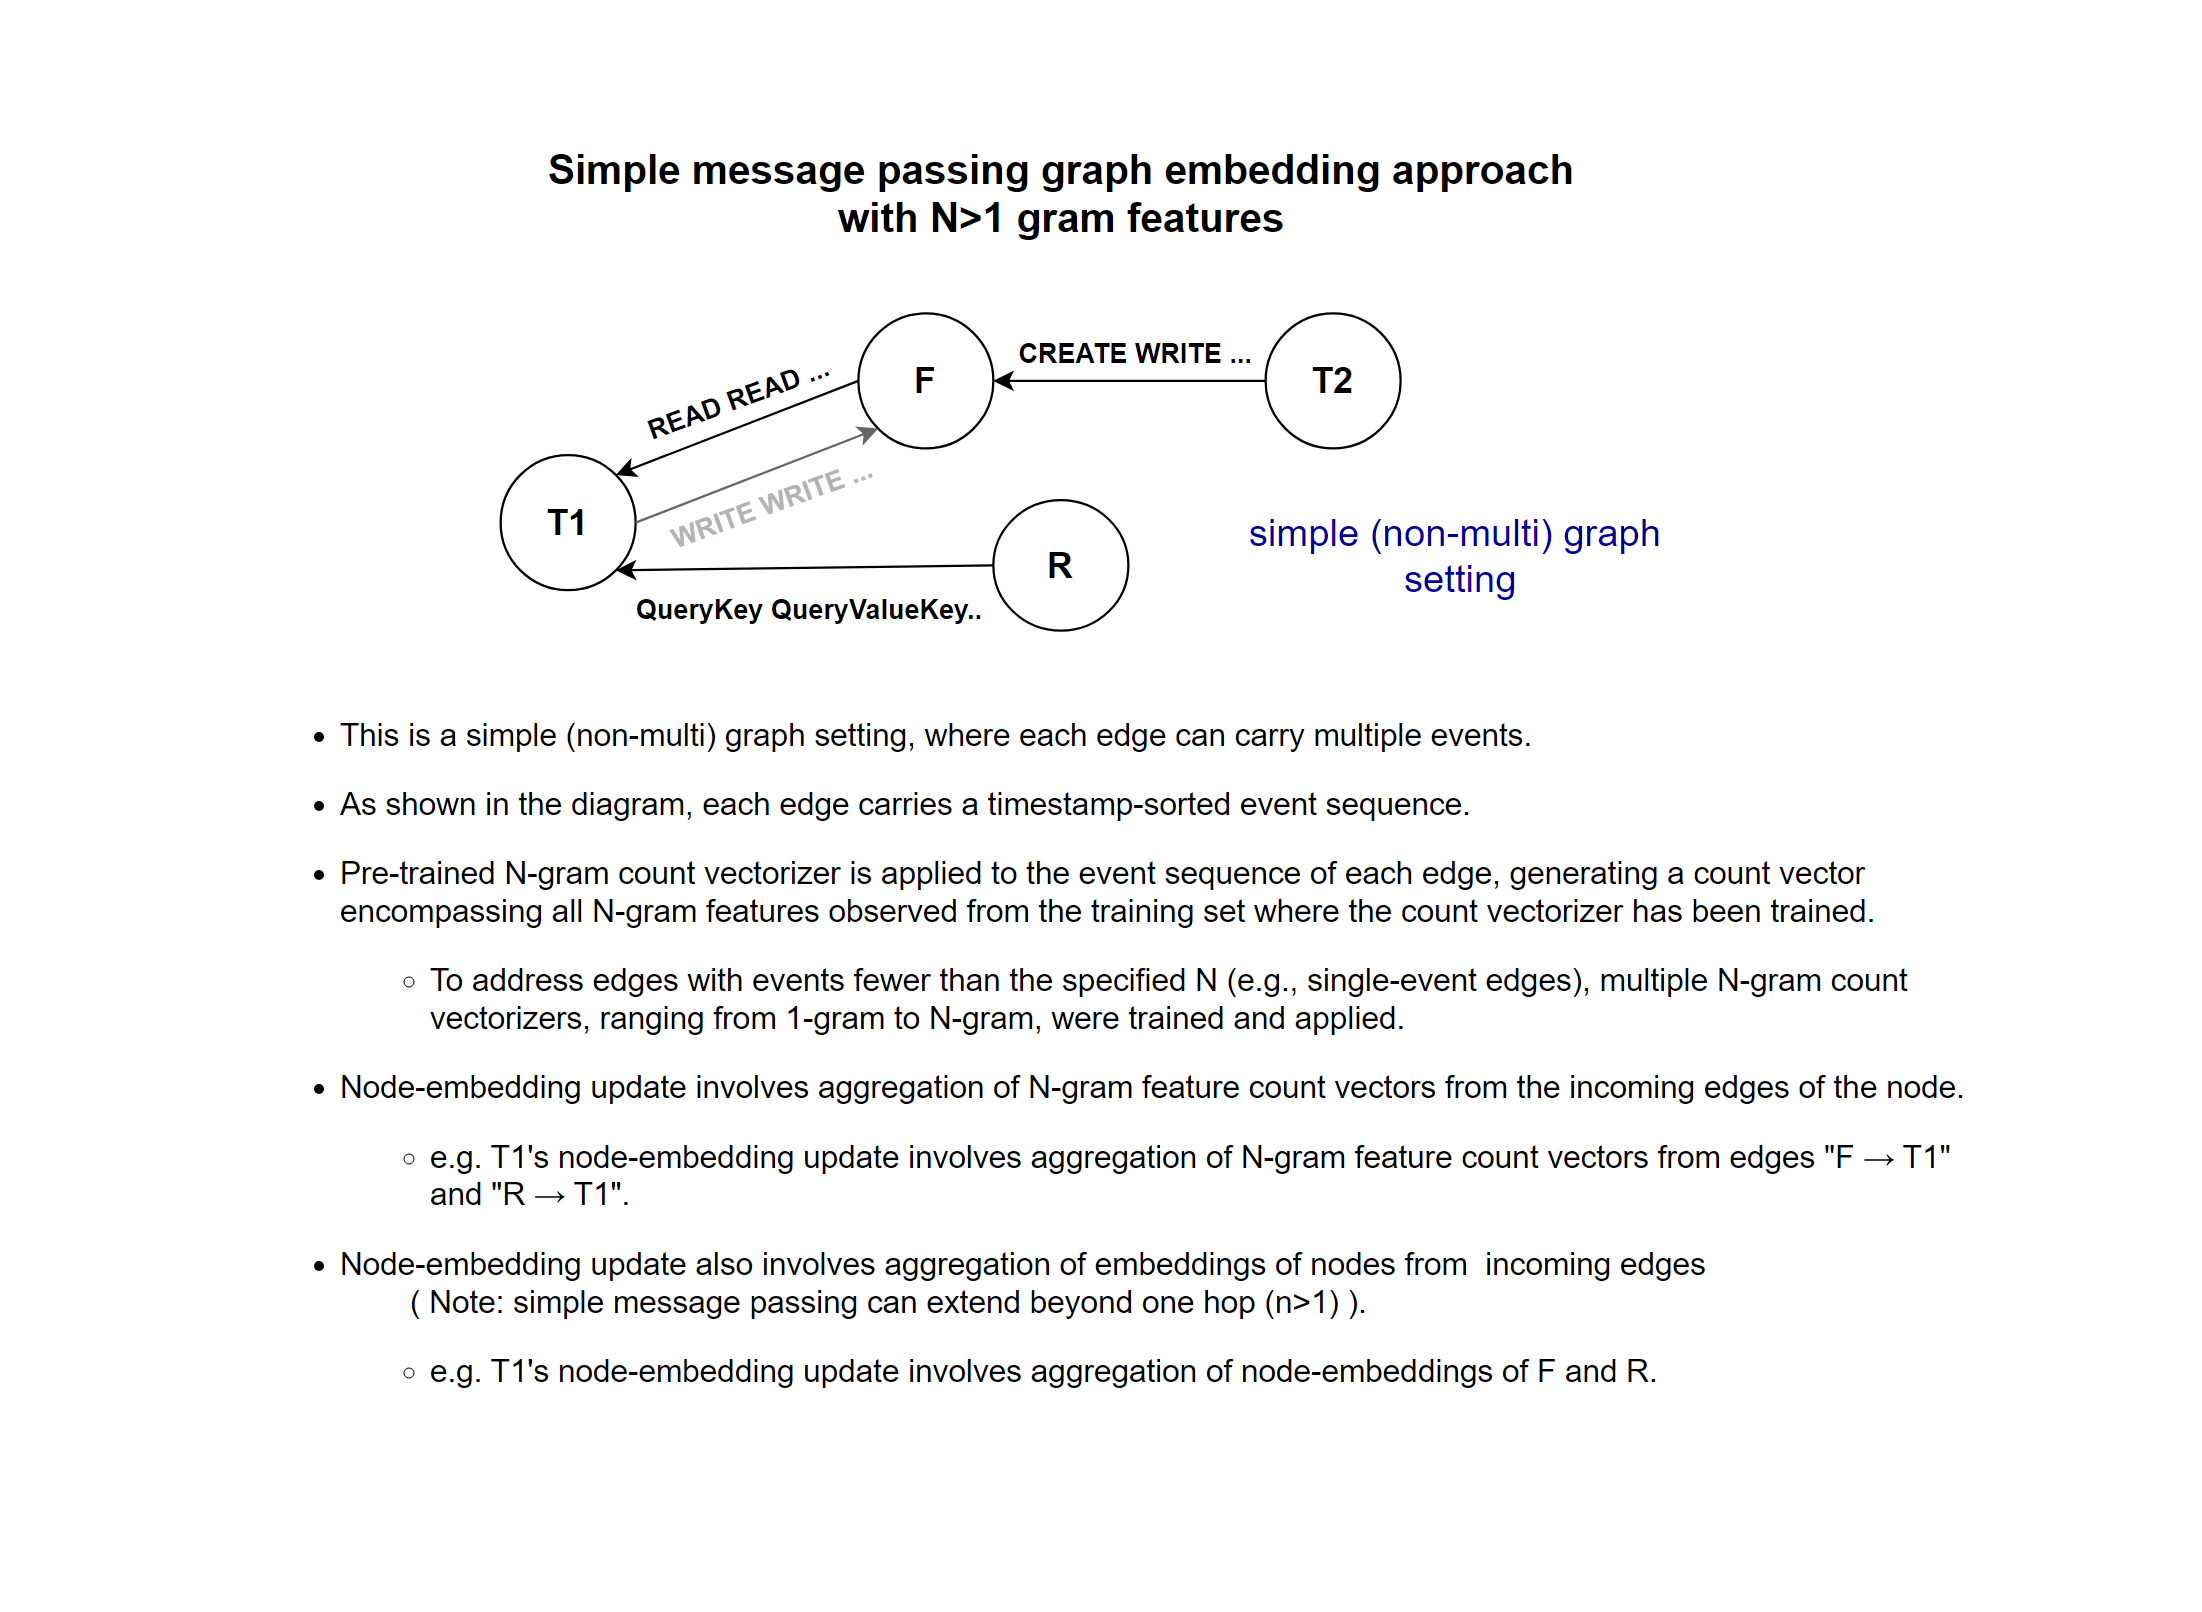 Simple message passing graph embedding approach
with N>1 gram features
F
CREATE WRITE ...
T2
READ READ ...
T1
WRITE WRITE ...
R
QueryKey QueryValueKey..
simple (non-multi) graph
setting
• This is a simple (non-multi) graph setting, where each edge can carry multiple events.
• As shown in the diagram, each edge carries a timestamp-sorted event sequence.
• Pre-trained N-gram count vectorizer is applied to the event sequence of each edge, generating a count vector
encompassing all N-gram features observed from the training set where the count vectorizer has been trained.
◦ To address edges with events fewer than the specified N (e.g., single-event edges), multiple N-gram count
vectorizers, ranging from 1-gram to N-gram, were trained and applied.
• Node-embedding update involves aggregation of N-gram feature count vectors from the incoming edges of the node.
◦ e.g. T1's node-embedding update involves aggregation of N-gram feature count vectors from edges "F → T1"
and "R → T1".
• Node-embedding update also involves aggregation of embeddings of nodes from  incoming edges
( Note: simple message passing can extend beyond one hop (n>1) ).
◦ e.g. T1's node-embedding update involves aggregation of node-embeddings of F and R.